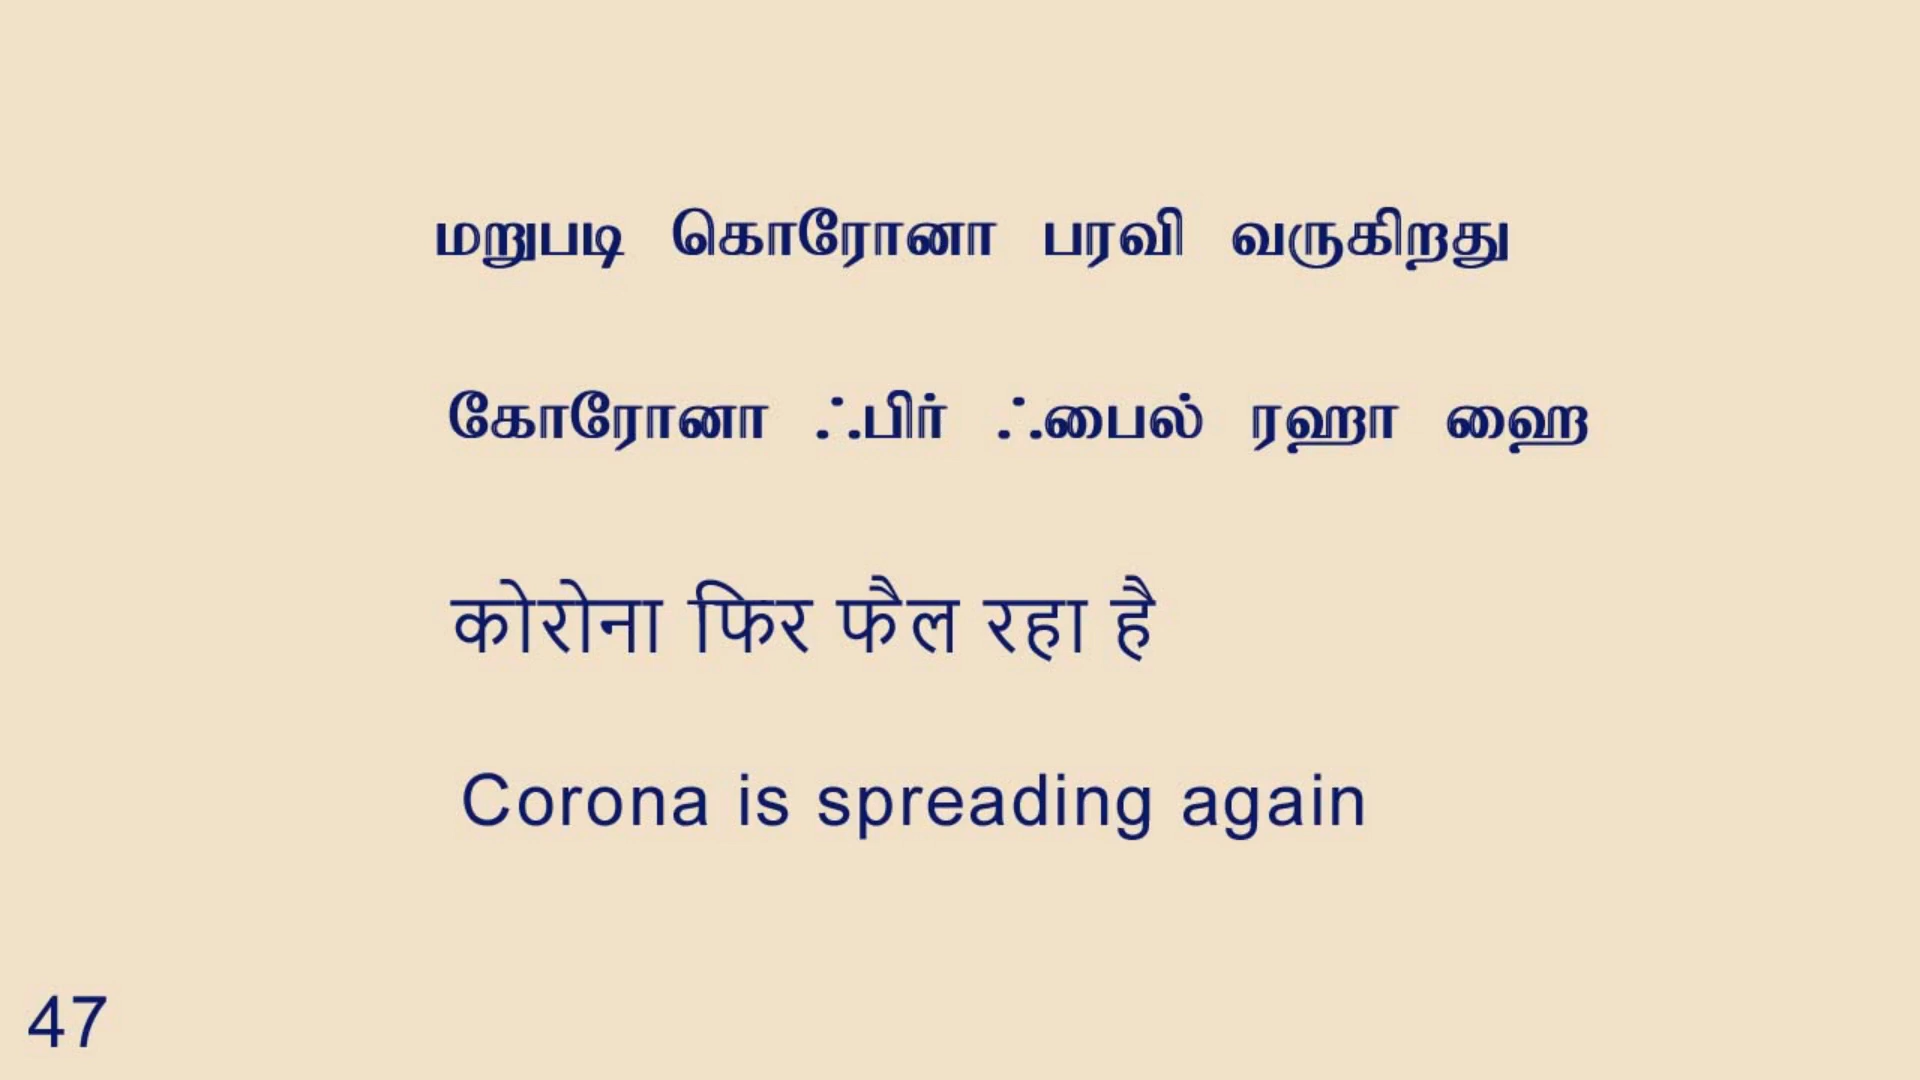 மறுபடி கொரோனா பரவி வருகிறது
கோரோனா ஃபிர் ஃபைல் ரஹா ஹை
कोरोना फिर फैल रहा है
Corona is spreading again
47